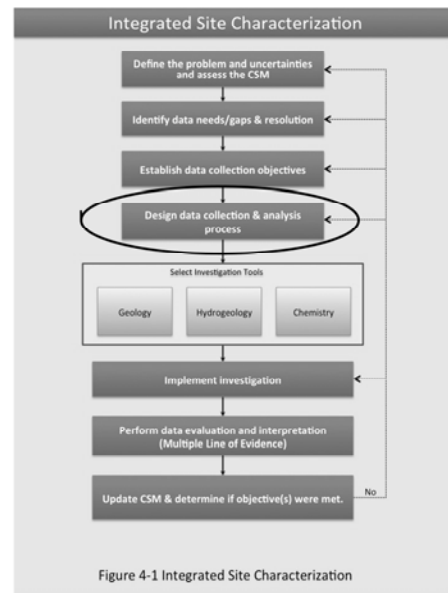 Integrated Site Characterization
Define the problem and uncertainties
and assess the CSM
Identify data needs/gaps & resolution
Establish data collection objectives
Design data collection & analysis
process
Select Investigation Tools
Geology
Hydrogeology
Chemistry
Implement investigation
Perform data evaluation and interpretation
(Multiple Line of Evidence)
Update CSM & determine if objective(s) were met.
No
Figure 4-1 Integrated Site Characterization